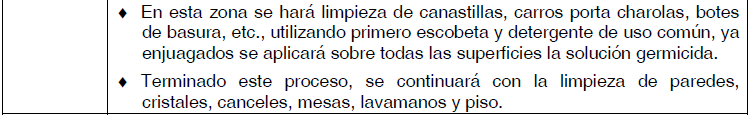 ♦ En esta zona se hará limpieza de canastillas, carros porta charolas, botes
de basura, etc., utilizando primero escobeta y detergente de uso común, ya
enjuagados se aplicará sobre todas las superficies la solución germicida.
♦ Terminado este proceso, se continuará con la limpieza de paredes,
cristales, canceles, mesas, lavamanos y piso.